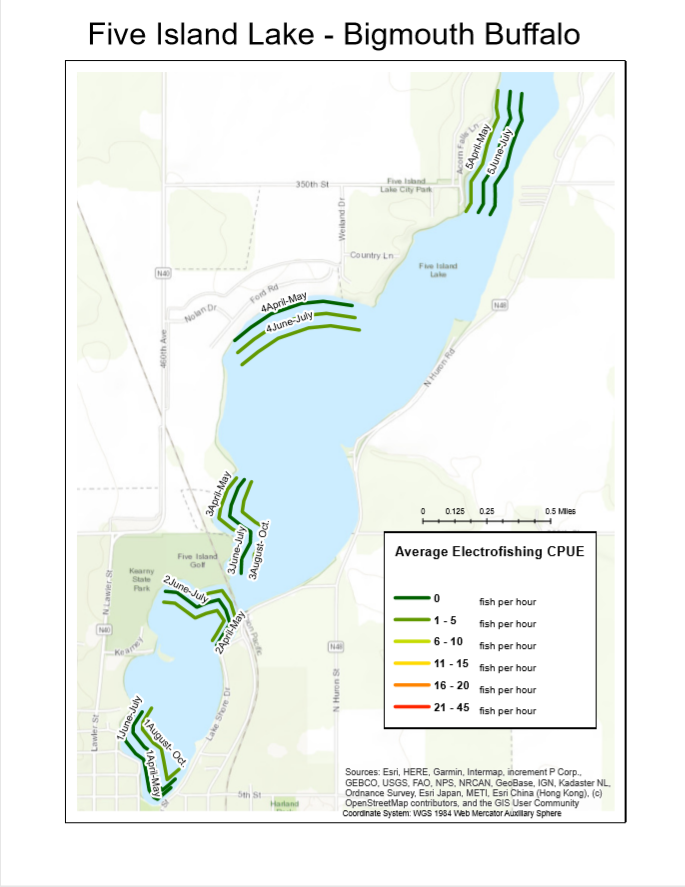 Five Island Lake - Bigmouth Buffalo
Acorn Falls Ln
5April-May
5June-July
350th St
Five Island
Lake City Park
Weiland Dr
Country Ln
Five Island
Lake
N40
Ford Rd
4April-May
4June-July
Nolan Dr
N48
460th Ave
N Huron Rd
3April-May
3June-July
3August- Oct.
0 0.125 0.25 0.5 Miles
Average Electrofishing CPUE
0 fish per hour
1 - 5 fish per hour
6 - 10 fish per hour
11 - 15 fish per hour
16 - 20 fish per hour
21 - 45 fish per hour
Five Island
Golf
Kearny
State
Park
2June-July
2April-May
N Lawler St
N40
Pacific
N48
N Huron St
Lake Shore Dr
Lawler St
1June-July
1August- Oct.
1April-May
5th St
Harland
Sources: Esri, HERE, Garmin, Intermap, increment P Corp.,
GEBCO, USGS, FAO, NPS, NRCAN, GeoBase, IGN, Kadaster NL,
Ordnance Survey, Esri Japan, METI, Esri China (Hong Kong), (c)
OpenStreetMap contributors, and the GIS User Community
Coordinate System: WGS 1984 Web Mercator Auxiliary Sphere